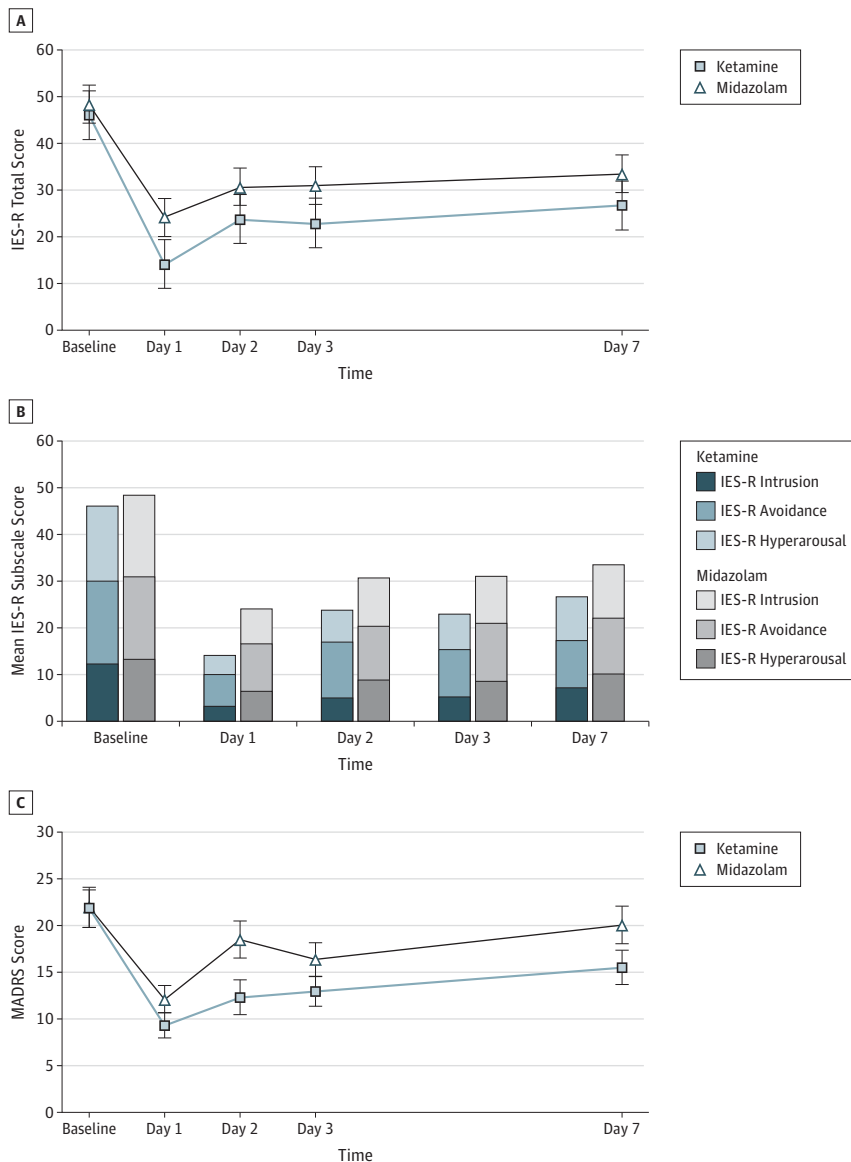 A
60
50
40
30
20
10
0
IES-R Total Score
Baseline Day 1 Day 2 Day 3 Day 7
Time
Ketamine
Midazolam
B
60
50
40
30
20
10
0
Mean IES-R Subscale Score
Baseline Day 1 Day 2 Day 3 Day 7
Time
Ketamine
IES-R Intrusion
IES-R Avoidance
IES-R Hyperarousal
Midazolam
IES-R Intrusion
IES-R Avoidance
IES-R Hyperarousal
C
30
25
20
15
10
5
0
MADRS Score
Baseline Day 1 Day 2 Day 3 Day 7
Time
Ketamine
Midazolam